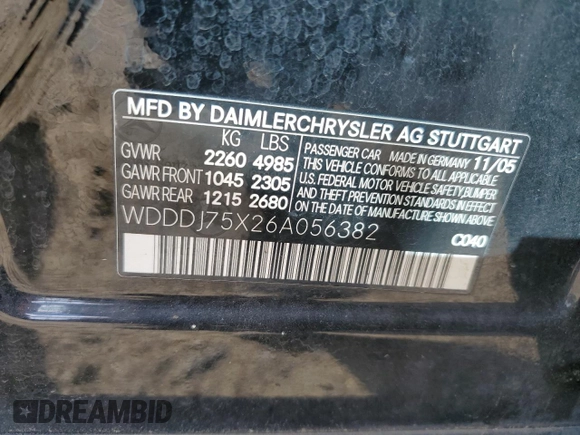 MFD BY DAIMLERCHRYSLER AG STUTTGART
KG LBS
GVWR 2260 4985
GAWR FRONT 1045 2305
GAWR REAR 1215 2680
PASSENGER CAR MADE IN GERMANY 11/05
THIS VEHICLE CONFORMS TO ALL APPLICABLE
U.S. FEDERAL MOTOR VEHICLE SAFETY, BUMPER
AND THEFT PREVENTION STANDARDS IN EFFECT ON
THE DATE OF MANUFACTURE SHOWN ABOVE.
WDDDJ75X26A056382
C040
DREAMBID